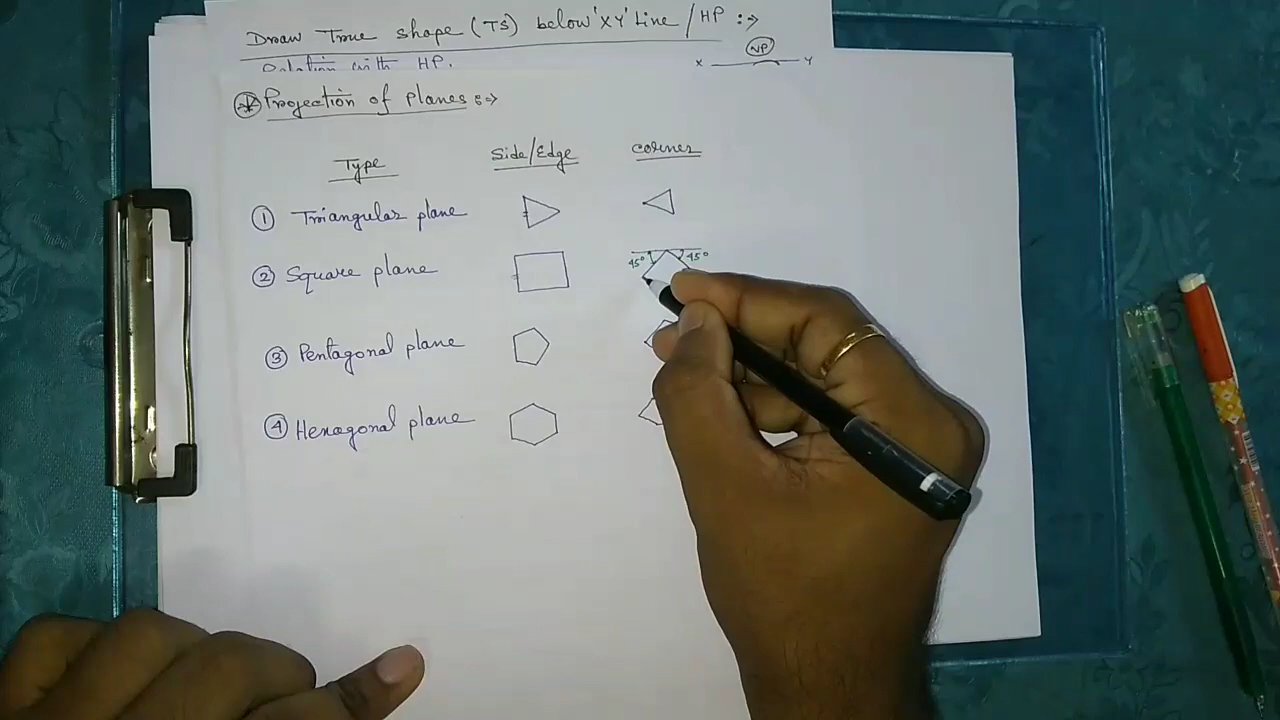 Draw True shape (TS) below 'XY' Line / HP :->
Relation with HP.
VP
X Y
Projection of planes :->
Type Side/Edge Corner
① Triangular plane
45° 45°
② Square plane
③ Pentagonal plane
④ Hexagonal plane